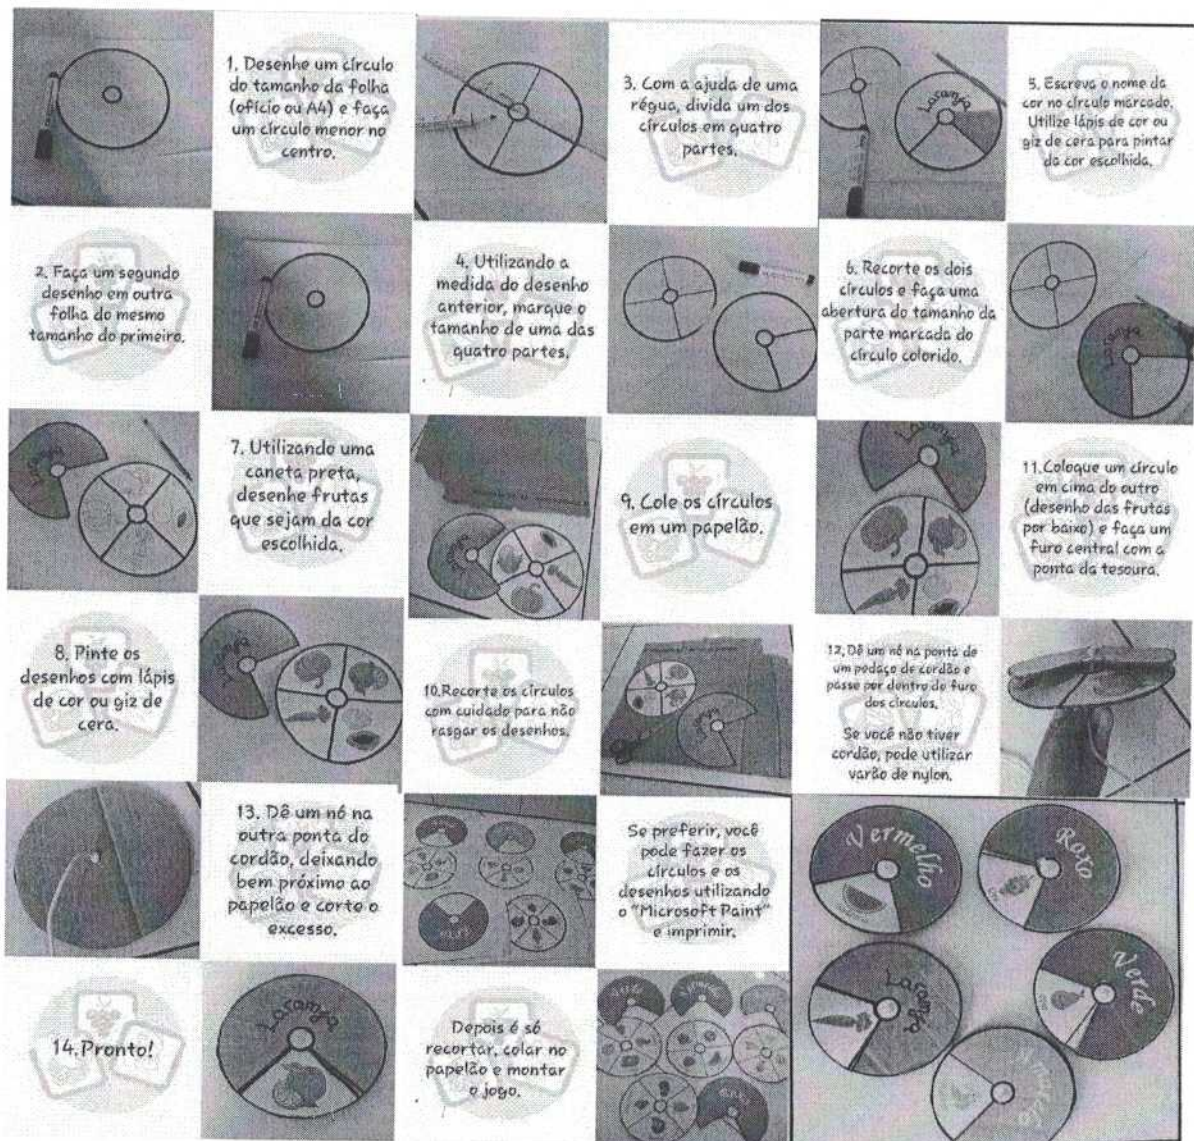 1. Desenhe um círculo
do tamanho da folha
(ofício ou A4) e faça
um círculo menor no
centro.
2. Faça um segundo
desenho em outra
folha do mesmo
tamanho do primeiro.
3. Com a ajuda de uma
régua, divida um dos
círculos em quatro
partes.
4. Utilizando a
medida do desenho
anterior, marque o
tamanho de uma das
quatro partes.
Laranja
5. Escreva o nome da
cor no círculo marcado.
Utilize lápis de cor ou
giz de cera para pintar
da cor escolhida.
6. Recorte os dois
círculos e faça uma
abertura do tamanho da
parte marcada do
círculo colorido.
Laranja
Laranja
7. Utilizando uma
caneta preta,
desenhe frutas
que sejam da cor
escolhida.
8. Pinte os
desenhos com lápis
de cor ou giz de
cera.
Laranja
Laranja
9. Cole os círculos
em um papelão.
10.Recorte os círculos
com cuidado para não
rasgar os desenhos.
Laranja
Laranja
11.Coloque um círculo
em cima do outro
(desenho das frutas
por baixo) e faça um
furo central com a
ponta da tesoura.
12. Dê um nó na ponta de
um pedaço de cordão e
passe por dentro do furo
dos círculos.
Se você não tiver
cordão, pode utilizar
varão de nylon.
13. Dê um nó na
outra ponta do
cordão, deixando
bem próximo ao
papelão e corte o
excesso.
14.Pronto!
Laranja
Se preferir, você
pode fazer os
círculos e os
desenhos utilizando
o "Microsoft Paint"
e imprimir.
Depois é só
recortar, colar no
papelão e montar
o jogo.
Verde
Vermelho
Vermelho
Roxo
Laranja
Verde
Amarelo